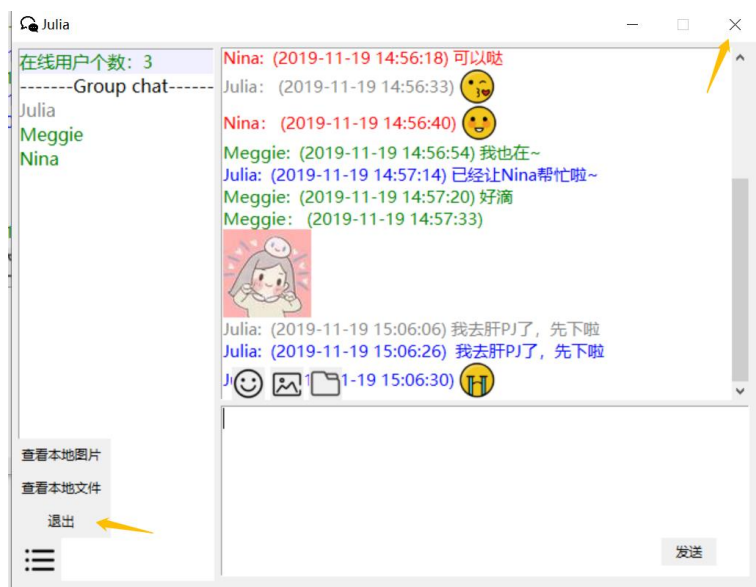 Julia
在线用户个数：3
-------Group chat------
Julia
Meggie
Nina
Nina: (2019-11-19 14:56:18) 可以哒
Julia: (2019-11-19 14:56:33)
Nina: (2019-11-19 14:56:40)
Meggie: (2019-11-19 14:56:54) 我也在~
Julia: (2019-11-19 14:57:14) 已经让Nina帮忙啦~
Meggie: (2019-11-19 14:57:20) 好滴
Meggie: (2019-11-19 14:57:33)
Julia: (2019-11-19 15:06:06) 我去肝PJ了，先下啦
Julia: (2019-11-19 15:06:26) 我去肝PJ了，先下啦
1-19 15:06:30)
查看本地图片
查看本地文件
退出
发送